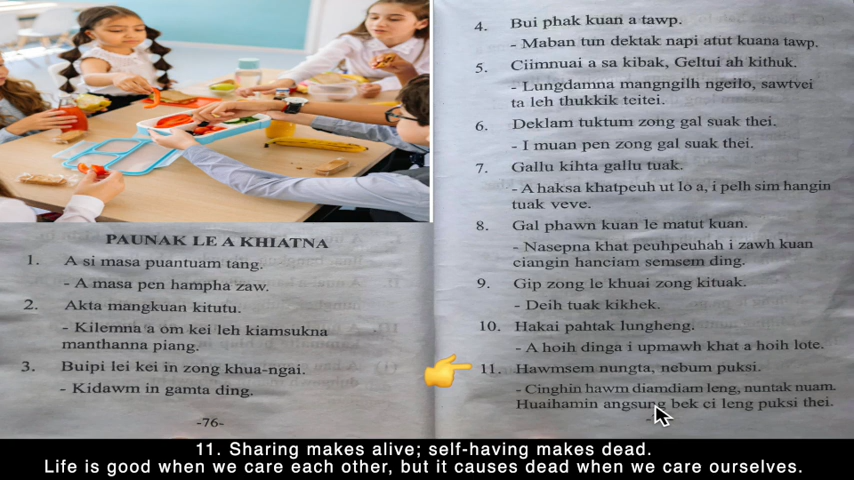 PAUNAK LE A KHIATNA
1. A si masa puantuam tang.
- A masa pen hampha zaw.
2. Akta mangkuan kitutu.
- Kilemna a om kei leh kiamsukna
manthanna piang.
3. Buipi lei kei in zong khua-ngai.
- Kidawm in gamta ding.
-76-
4. Bui phak kuan a tawp.
- Maban tun dektak napi atut kuana tawp.
5. Ciimnuai a sa kibak, Geltui ah kithuk.
- Lungdamna mangngilh ngeilo, sawtvei
ta leh thukkik teitei.
6. Deklam tuktum zong gal suak thei.
- I muan pen zong gal suak thei.
7. Gallu kihta gallu tuak.
- A haksa khatpeuh ut lo a, i pelh sim hangin
tuak veve.
8. Gal phawn kuan le matut kuan.
- Nasepna khat peuhpeuhah i zawh kuan
ciangin hanciam semsem ding.
9. Gip zong le khuai zong kituak.
- Deih tuak kikhek.
10. Hakai pahtak lungheng.
- A hoih dinga i upmawh khat a hoih lote.
11. Hawmsem nungta, nebum puksi.
- Cinghin hawm diamdiam leng, nuntak nuam.
Huaihamin angsung bek ci leng puksi thei.
11. Sharing makes alive; self-having makes dead.
Life is good when we care each other, but it causes dead when we care ourselves.